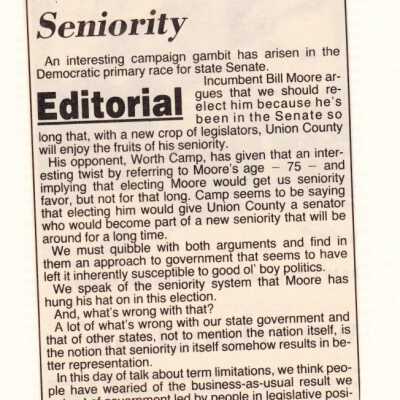 Seniority
An interesting campaign gambit has arisen in the
Democratic primary race for state Senate.
Editorial
Incumbent Bill Moore ar-
gues that we should re-
elect him because he's
been in the Senate so
long that, with a new crop of legislators, Union County
will enjoy the fruits of his seniority.
His opponent, Worth Camp, has given that an inter-
esting twist by referring to Moore's age – 75 – and
implying that electing Moore would get us seniority
favor, but not for that long. Camp seems to be saying
that electing him would give Union County a senator
who would become part of a new seniority that will be
around for a long time.
We must quibble with both arguments and find in
them an approach to government that seems to have
left it inherently susceptible to good ol' boy politics.
We speak of the seniority system that Moore has
hung his hat on in this election.
And, what's wrong with that?
A lot of what's wrong with our state government and
that of other states, not to mention the nation itself, is
the notion that seniority in itself somehow results in be-
tter representation.
In this day of talk about term limitations, we think peo-
ple have wearied of the business-as-usual result we
of government led by people in legislative posi-